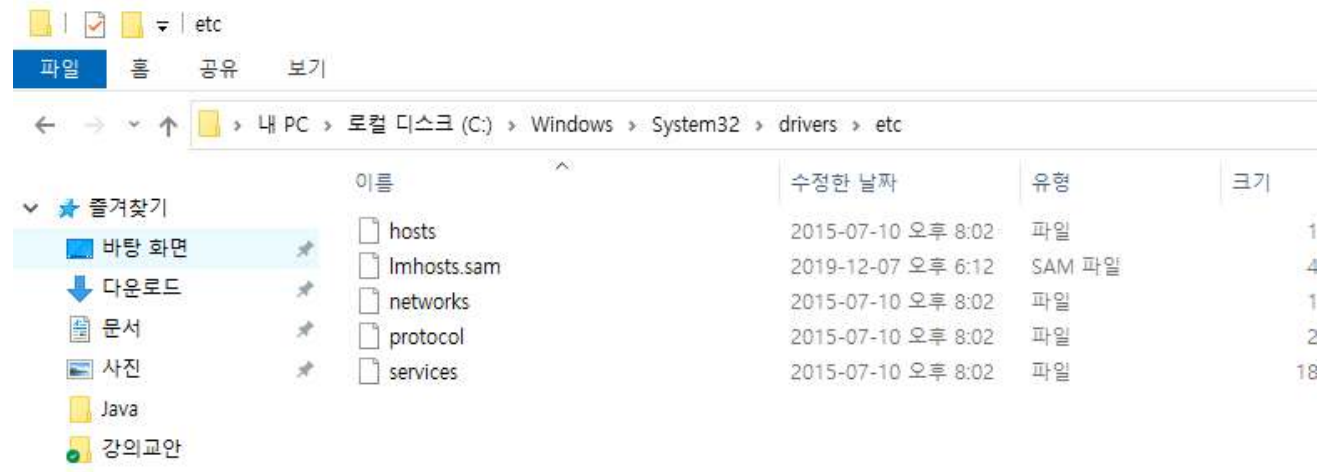 etc
파일 홈 공유 보기
내 PC › 로컬 디스크 (C:) › Windows › System32 › drivers › etc
이름 수정한 날짜 유형 크기
즐겨찾기
바탕 화면
다운로드
문서
사진
Java
강의교안
hosts 2015-07-10 오후 8:02 파일 1
lmhosts.sam 2019-12-07 오후 6:12 SAM 파일 4
networks 2015-07-10 오후 8:02 파일 1
protocol 2015-07-10 오후 8:02 파일 2
services 2015-07-10 오후 8:02 파일 18